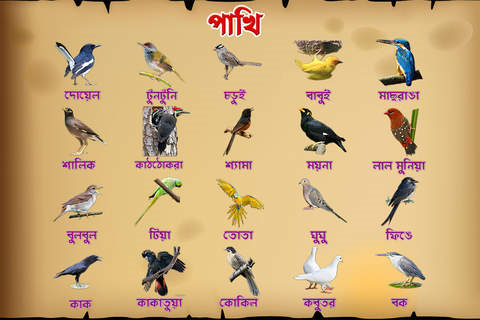 পাখি
দোয়েল টুনটুনি চড়ুই বাবুই মাছরাঙা
শালিক কাঠঠোকরা শ্যামা ময়না লাল মুনিয়া
বুলবুল টিয়া তোতা ঘুঘু ফিঙে
কাক কাকাতুয়া কোকিল কবুতর বক